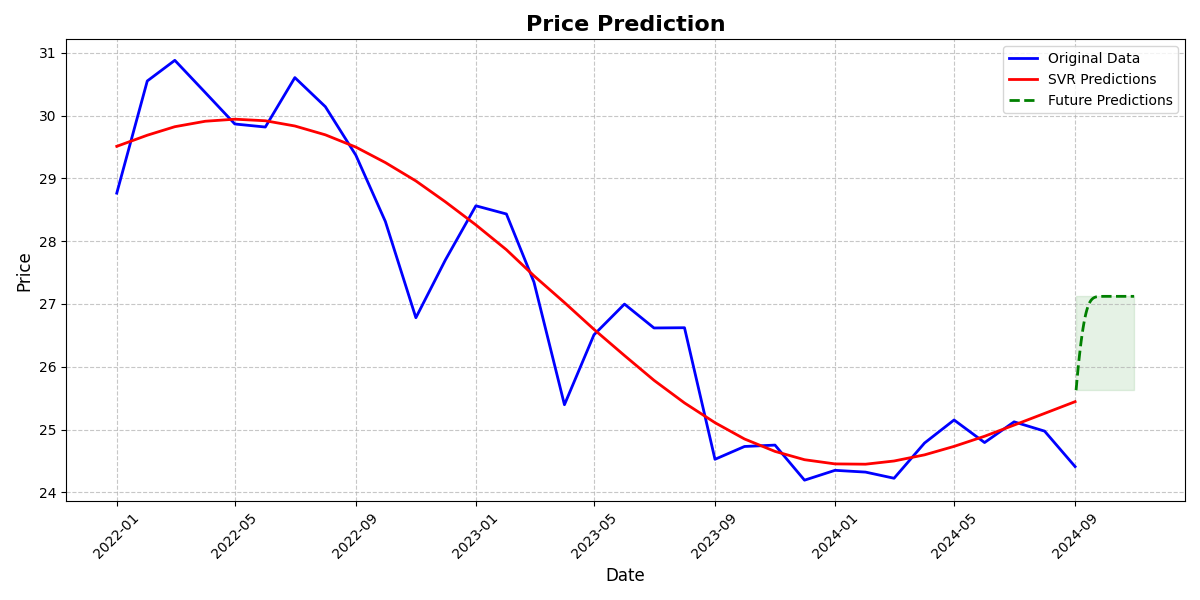 Price Prediction
Original Data
SVR Predictions
Future Predictions
Price
31
30
29
28
27
26
25
24
2022-01
2022-05
2022-09
2023-01
2023-05
2023-09
2024-01
2024-05
2024-09
Date